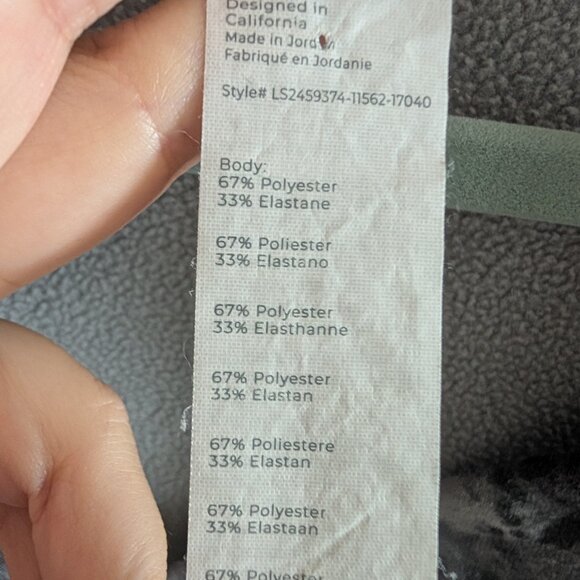 Designed in
California
Made in Jordan
Fabriqué en Jordanie
Style# LS2459374-11562-17040
Body:
67% Polyester
33% Elastane
67% Poliester
33% Elastano
67% Polyester
33% Elasthanne
67% Polyester
33% Elastan
67% Poliestere
33% Elastan
67% Polyester
33% Elastaan
67% Polyester